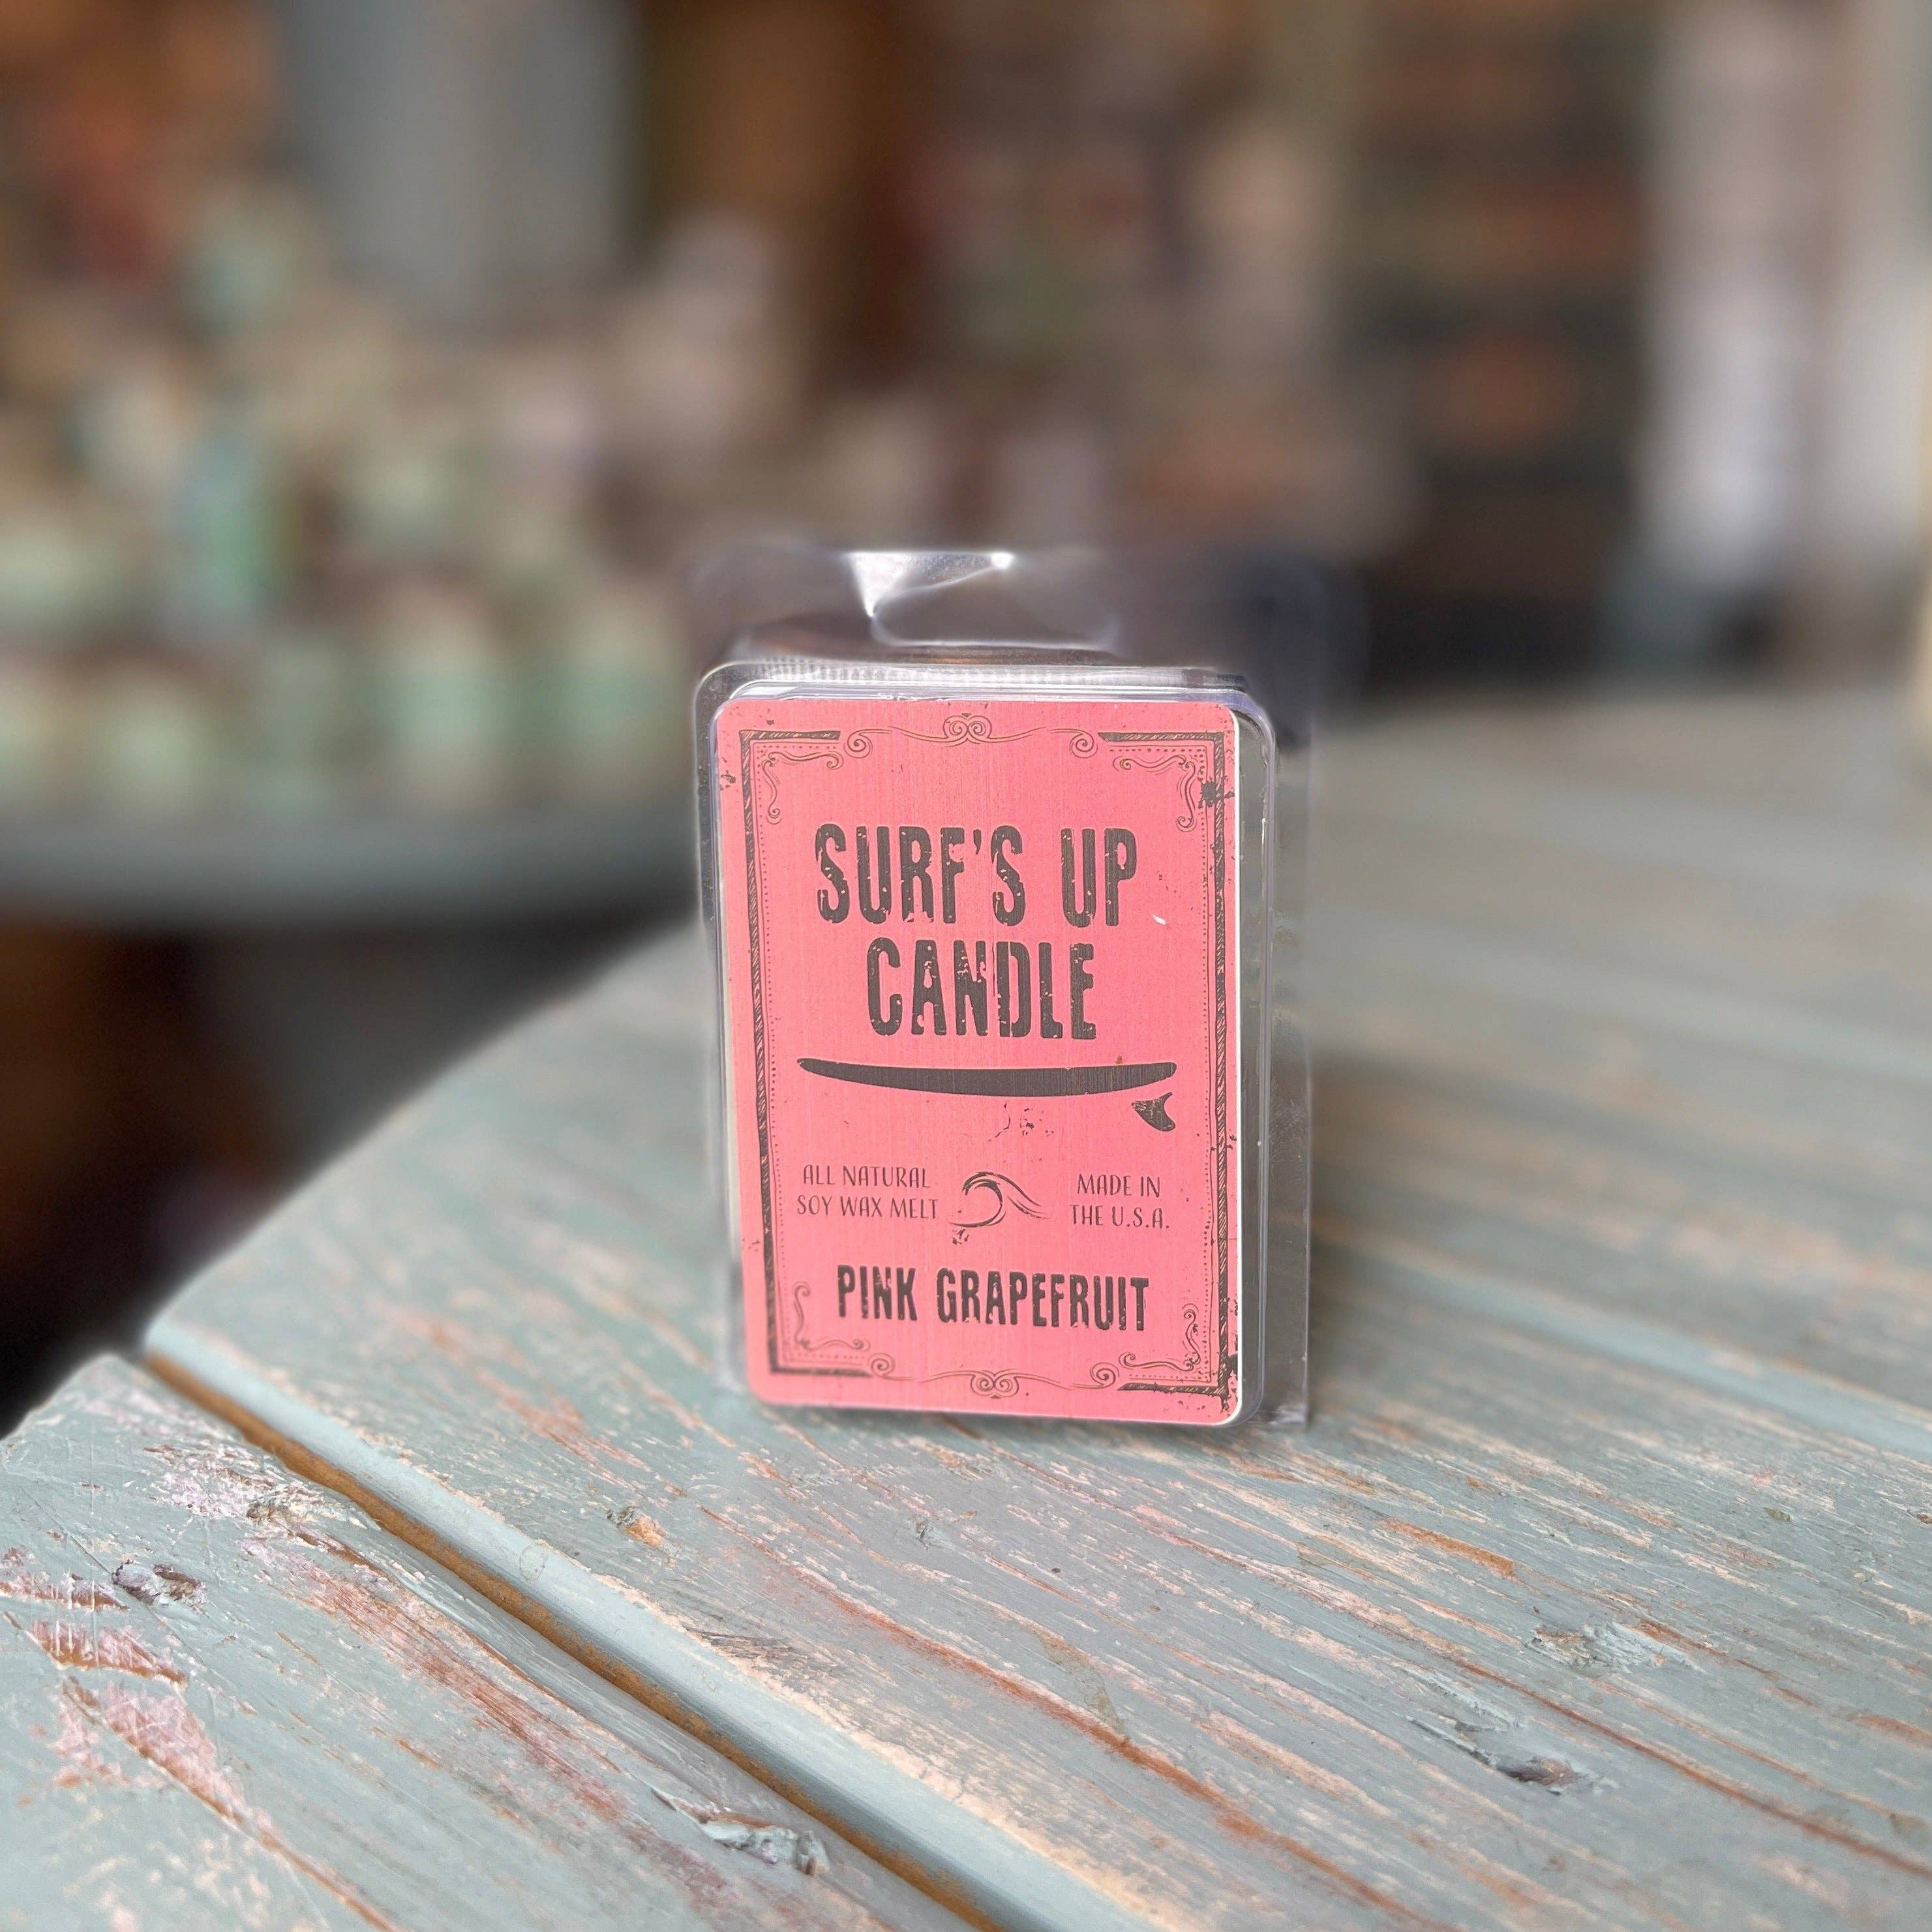 SURF'S UP
CANDLE
ALL NATURAL
SOY WAX MELT
MADE IN
THE U.S.A.
PINK GRAPEFRUIT